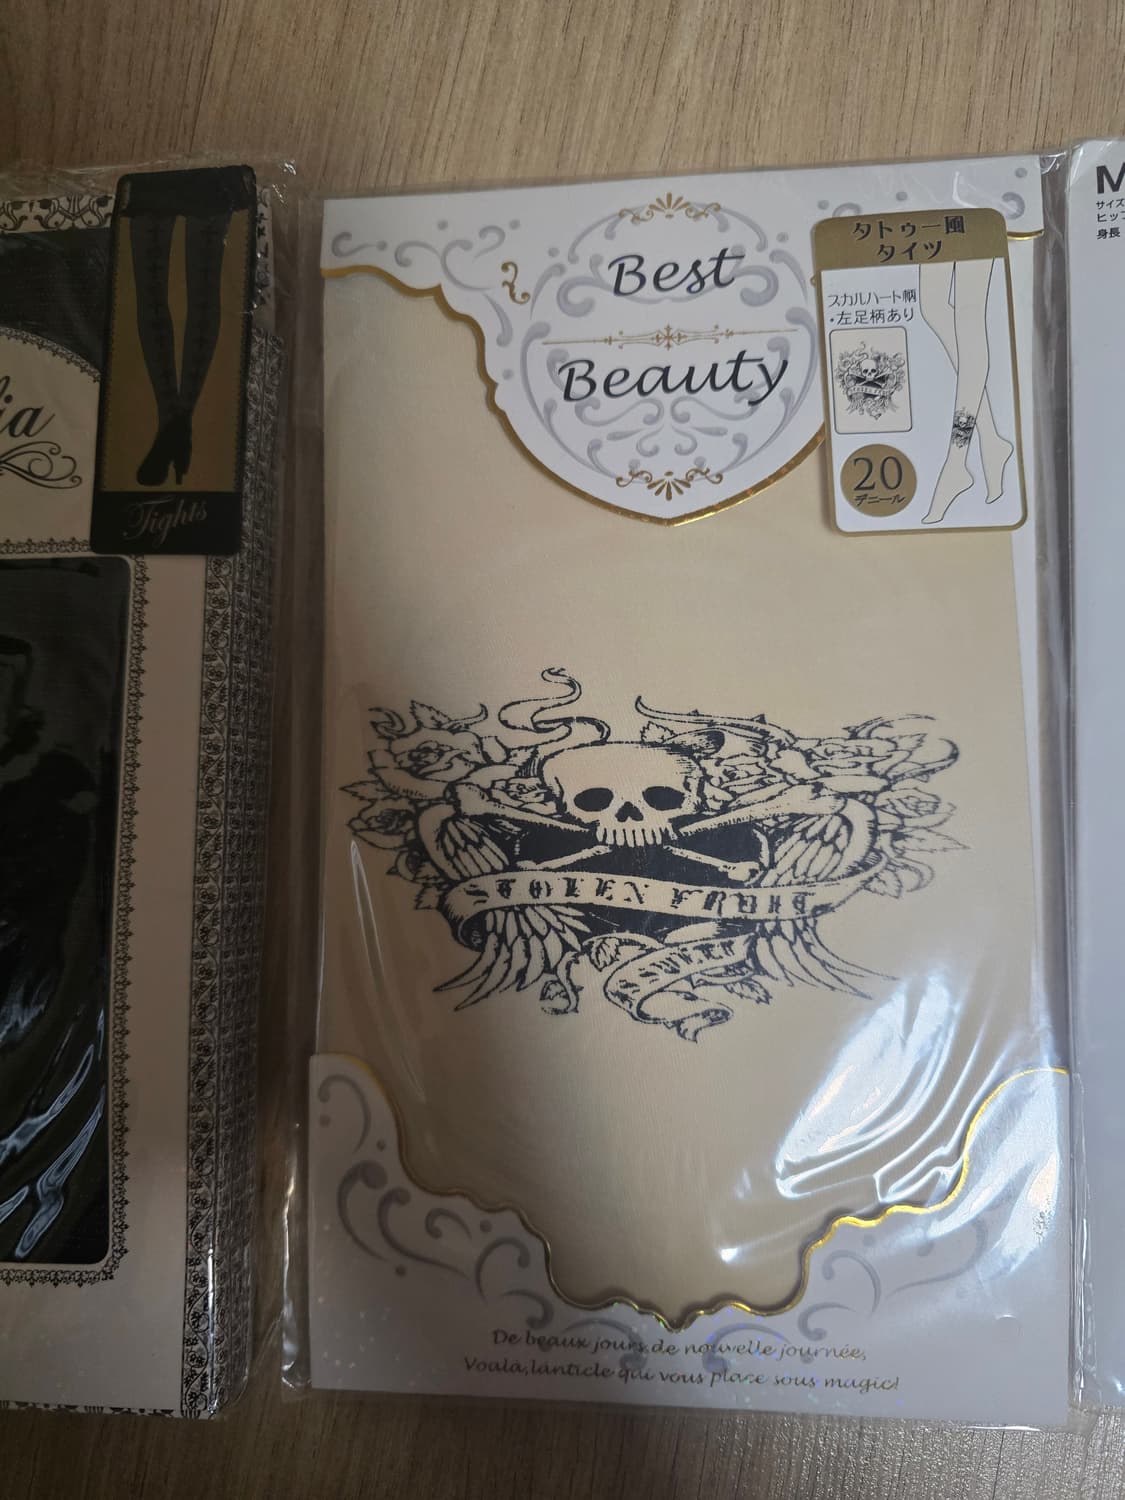 ia
Tights
Best
Beauty
タトゥー風
タイツ
スカルハート柄
・左足柄あり
20
デニール
M
サイズ
ヒップ
身長
De beaux jours,de nouvelle journée,
Voalà,lanticle qui vous place sous magic!